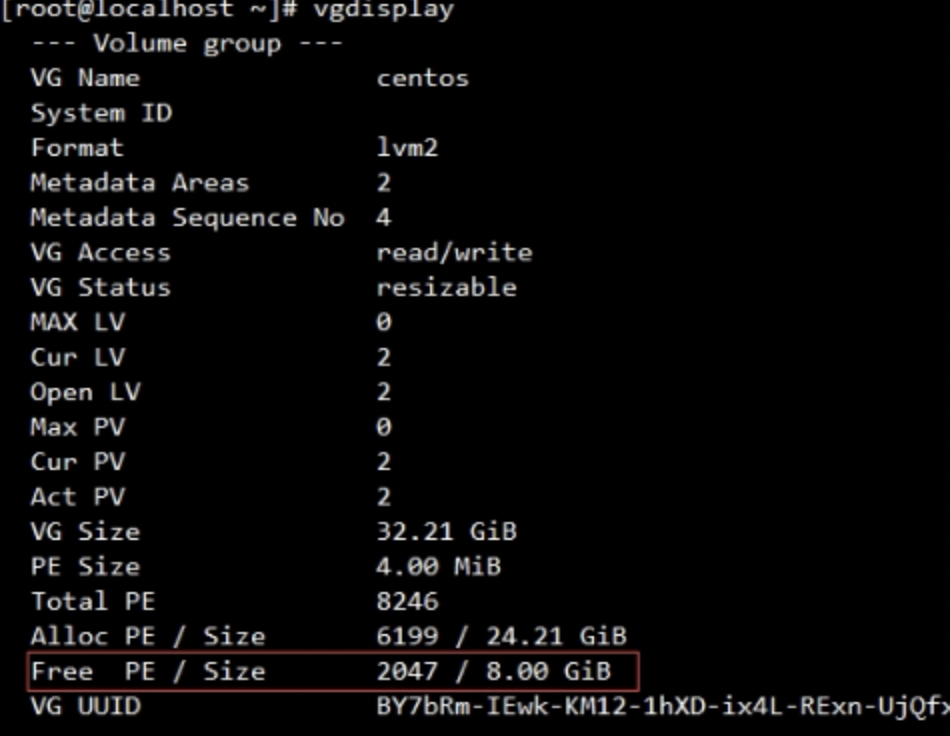 [root@localhost ~]# vgdisplay
--- Volume group ---
VG Name centos
System ID
Format lvm2
Metadata Areas 2
Metadata Sequence No 4
VG Access read/write
VG Status resizable
MAX LV 0
Cur LV 2
Open LV 2
Max PV 0
Cur PV 2
Act PV 2
VG Size 32.21 GiB
PE Size 4.00 MiB
Total PE 8246
Alloc PE / Size 6199 / 24.21 GiB
Free PE / Size 2047 / 8.00 GiB
VG UUID BY7bRm-IEwk-KM12-1hXD-ix4L-RExn-UjQfx